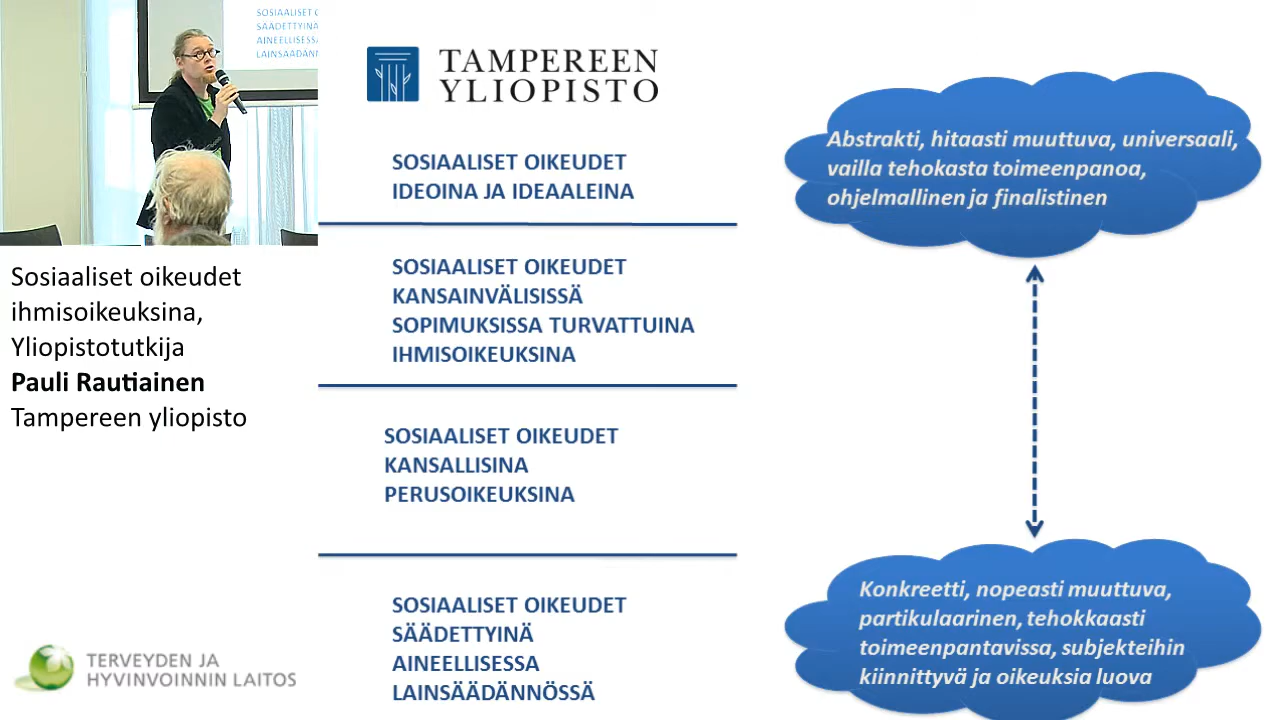 SOSIAALISET O
SÄÄDETTYINÄ
AINEELLISESSA
LAINSÄÄDÄNN
Sosiaaliset oikeudet
ihmisoikeuksina,
Yliopistotutkija
Pauli Rautiainen
Tampereen yliopisto
TERVEYDEN JA
HYVINVOINNIN LAITOS
TAMPEREEN
YLIOPISTO
SOSIAALISET OIKEUDET
IDEOINA JA IDEAALEINA
SOSIAALISET OIKEUDET
KANSAINVÄLISISSÄ
SOPIMUKSISSA TURVATTUINA
IHMISOIKEUKSINA
SOSIAALISET OIKEUDET
KANSALLISINA
PERUSOIKEUKSINA
SOSIAALISET OIKEUDET
SÄÄDETTYINÄ
AINEELLISESSA
LAINSÄÄDÄNNÖSSÄ
Abstrakti, hitaasti muuttuva, universaali,
vailla tehokasta toimeenpanoa,
ohjelmallinen ja finalistinen
Konkreetti, nopeasti muuttuva,
partikulaarinen, tehokkaasti
toimeenpantavissa, subjekteihin
kiinnittyvä ja oikeuksia luova